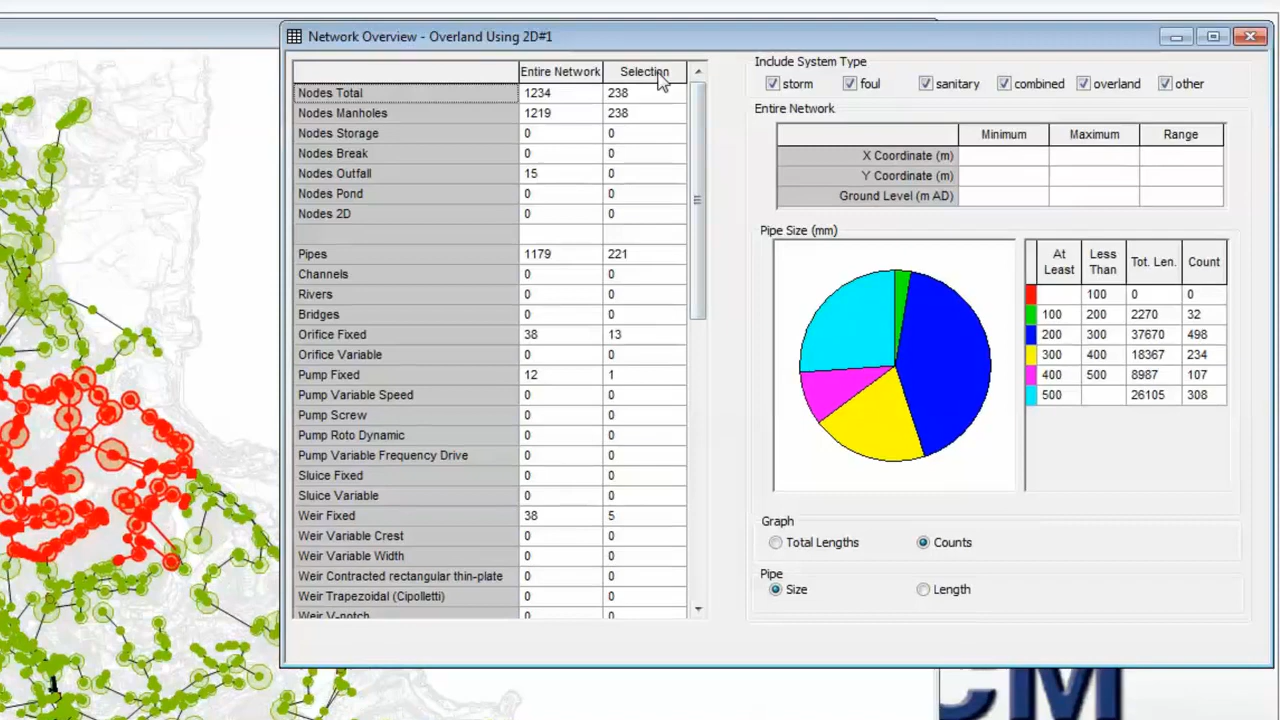 Network Overview - Overland Using 2D#1
Entire Network Selection
Nodes Total 1234 238
Nodes Manholes 1219 238
Nodes Storage 0 0
Nodes Break 0 0
Nodes Outfall 15 0
Nodes Pond 0 0
Nodes 2D 0 0
Pipes 1179 221
Channels 0 0
Rivers 0 0
Bridges 0 0
Orifice Fixed 38 13
Orifice Variable 0 0
Pump Fixed 12 1
Pump Variable Speed 0 0
Pump Screw 0 0
Pump Roto Dynamic 0 0
Pump Variable Frequency Drive 0 0
Sluice Fixed 0 0
Sluice Variable 0 0
Weir Fixed 38 5
Weir Variable Crest 0 0
Weir Variable Width 0 0
Weir Contracted rectangular thin-plate 0 0
Weir Trapezoidal (Cipolletti) 0 0
Weir V-notch 0 0
Include System Type
storm foul sanitary combined overland other
Entire Network
Minimum Maximum Range
X Coordinate (m)
Y Coordinate (m)
Ground Level (m AD)
Pipe Size (mm)
At Least Less Than Tot. Len. Count
100 0 0
100 200 2270 32
200 300 37670 498
300 400 18367 234
400 500 8987 107
500 26105 308
Graph
Total Lengths Counts
Pipe
Size Length
CM